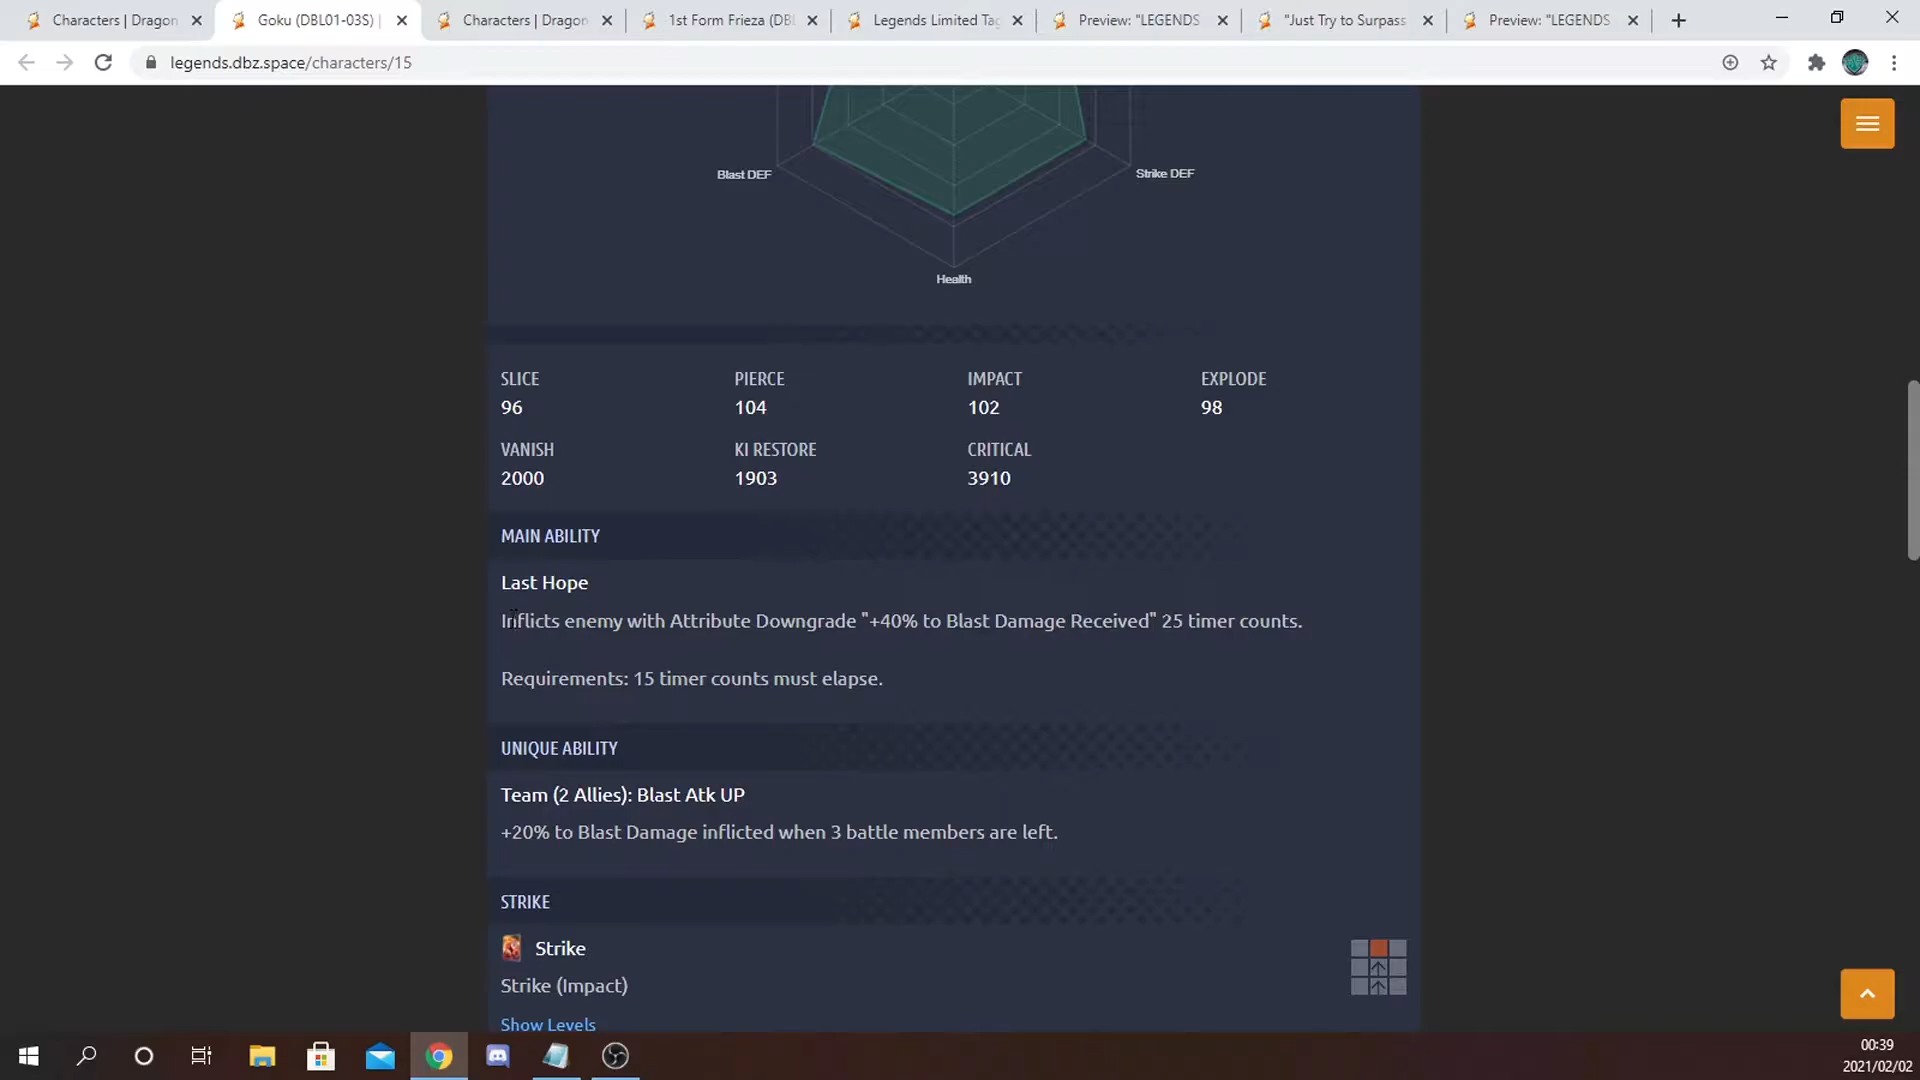 Characters | Dragon
Goku (DBL01-03S) |
Characters | Dragon
1st Form Frieza (DBL
Legends Limited Tag
Preview: "LEGENDS
"Just Try to Surpass
Preview: "LEGENDS
legends.dbz.space/characters/15
Blast DEF
Strike DEF
Health
SLICE
PIERCE
IMPACT
EXPLODE
96
104
102
98
VANISH
KI RESTORE
CRITICAL
2000
1903
3910
MAIN ABILITY
Last Hope
Inflicts enemy with Attribute Downgrade "+40% to Blast Damage Received" 25 timer counts.
Requirements: 15 timer counts must elapse.
UNIQUE ABILITY
Team (2 Allies): Blast Atk UP
+20% to Blast Damage inflicted when 3 battle members are left.
STRIKE
Strike
Strike (Impact)
Show Levels
00:39
2021/02/02